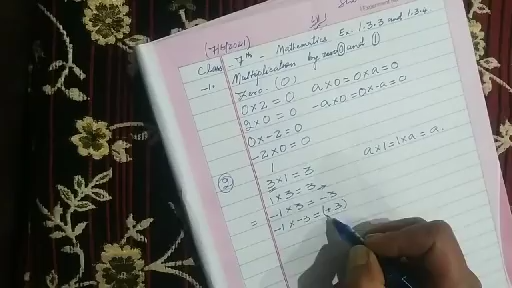 (7/6/2021)
Class 7th - Mathematics Ex. 1.3.3 and 1.3.4
Multiplication by zero 0 and 1
Zero - (0)
0×2=0 a×0=0×a=0
2×0=0 -a×0=0×-a=0
0×-2=0
-2×0=0
1
3×1=3 a×1=1×a=a.
1×3=3
= -1×3=-3
-1×-3=(+3)